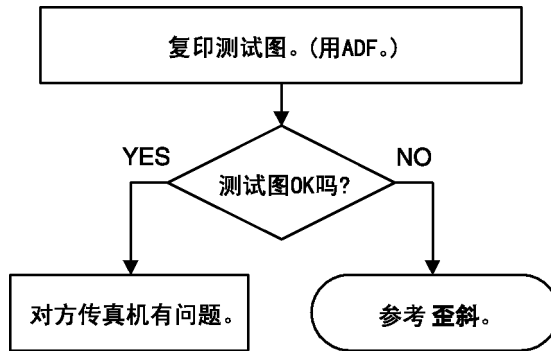 复印测试图。(用ADF。)
YES
NO
测试图OK吗?
对方传真机有问题。
参考 歪斜。